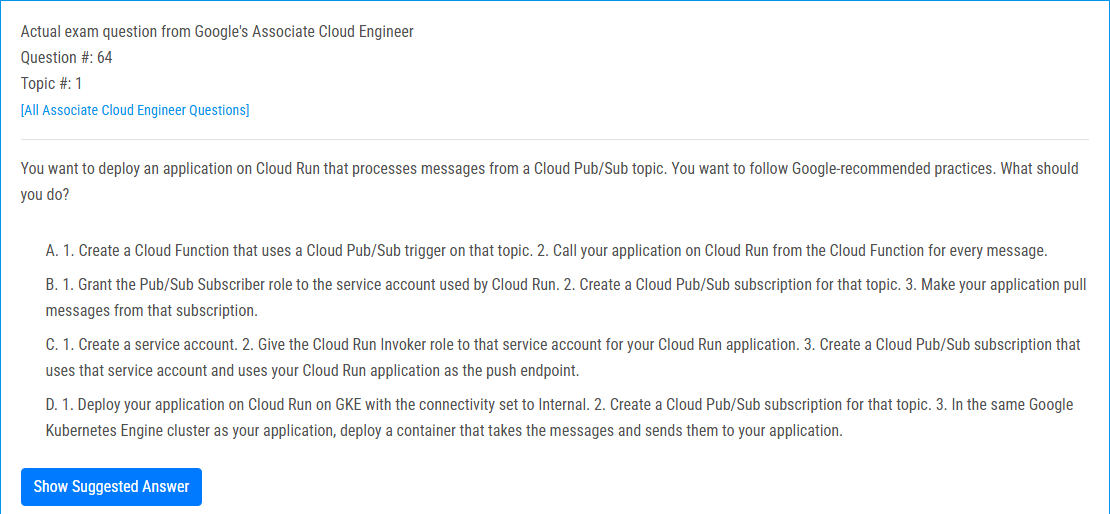 Actual exam question from Google's Associate Cloud Engineer
Question #: 64
Topic #: 1
[All Associate Cloud Engineer Questions]
You want to deploy an application on Cloud Run that processes messages from a Cloud Pub/Sub topic. You want to follow Google-recommended practices. What should
you do?
A. 1. Create a Cloud Function that uses a Cloud Pub/Sub trigger on that topic. 2. Call your application on Cloud Run from the Cloud Function for every message.
B. 1. Grant the Pub/Sub Subscriber role to the service account used by Cloud Run. 2. Create a Cloud Pub/Sub subscription for that topic. 3. Make your application pull
messages from that subscription.
C. 1. Create a service account. 2. Give the Cloud Run Invoker role to that service account for your Cloud Run application. 3. Create a Cloud Pub/Sub subscription that
uses that service account and uses your Cloud Run application as the push endpoint.
D. 1. Deploy your application on Cloud Run on GKE with the connectivity set to Internal. 2. Create a Cloud Pub/Sub subscription for that topic. 3. In the same Google
Kubernetes Engine cluster as your application, deploy a container that takes the messages and sends them to your application.
Show Suggested Answer